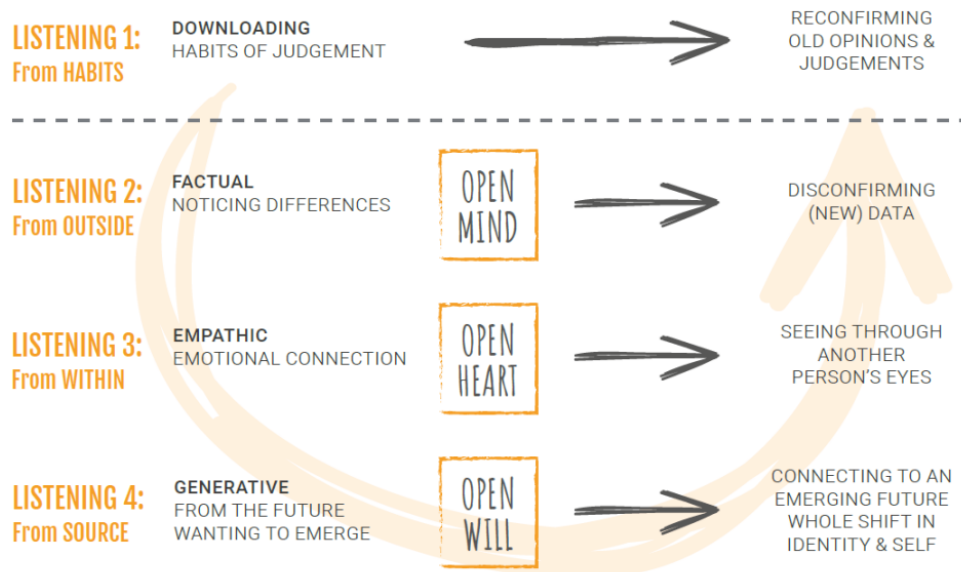 LISTENING 1:
From HABITS
DOWNLOADING
HABITS OF JUDGEMENT
RECONFIRMING
OLD OPINIONS &
JUDGEMENTS
LISTENING 2:
From OUTSIDE
FACTUAL
NOTICING DIFFERENCES
OPEN
MIND
DISCONFIRMING
(NEW) DATA
LISTENING 3:
From WITHIN
EMPATHIC
EMOTIONAL CONNECTION
OPEN
HEART
SEEING THROUGH
ANOTHER
PERSON'S EYES
LISTENING 4:
From SOURCE
GENERATIVE
FROM THE FUTURE
WANTING TO EMERGE
OPEN
WILL
CONNECTING TO AN
EMERGING FUTURE
WHOLE SHIFT IN
IDENTITY & SELF